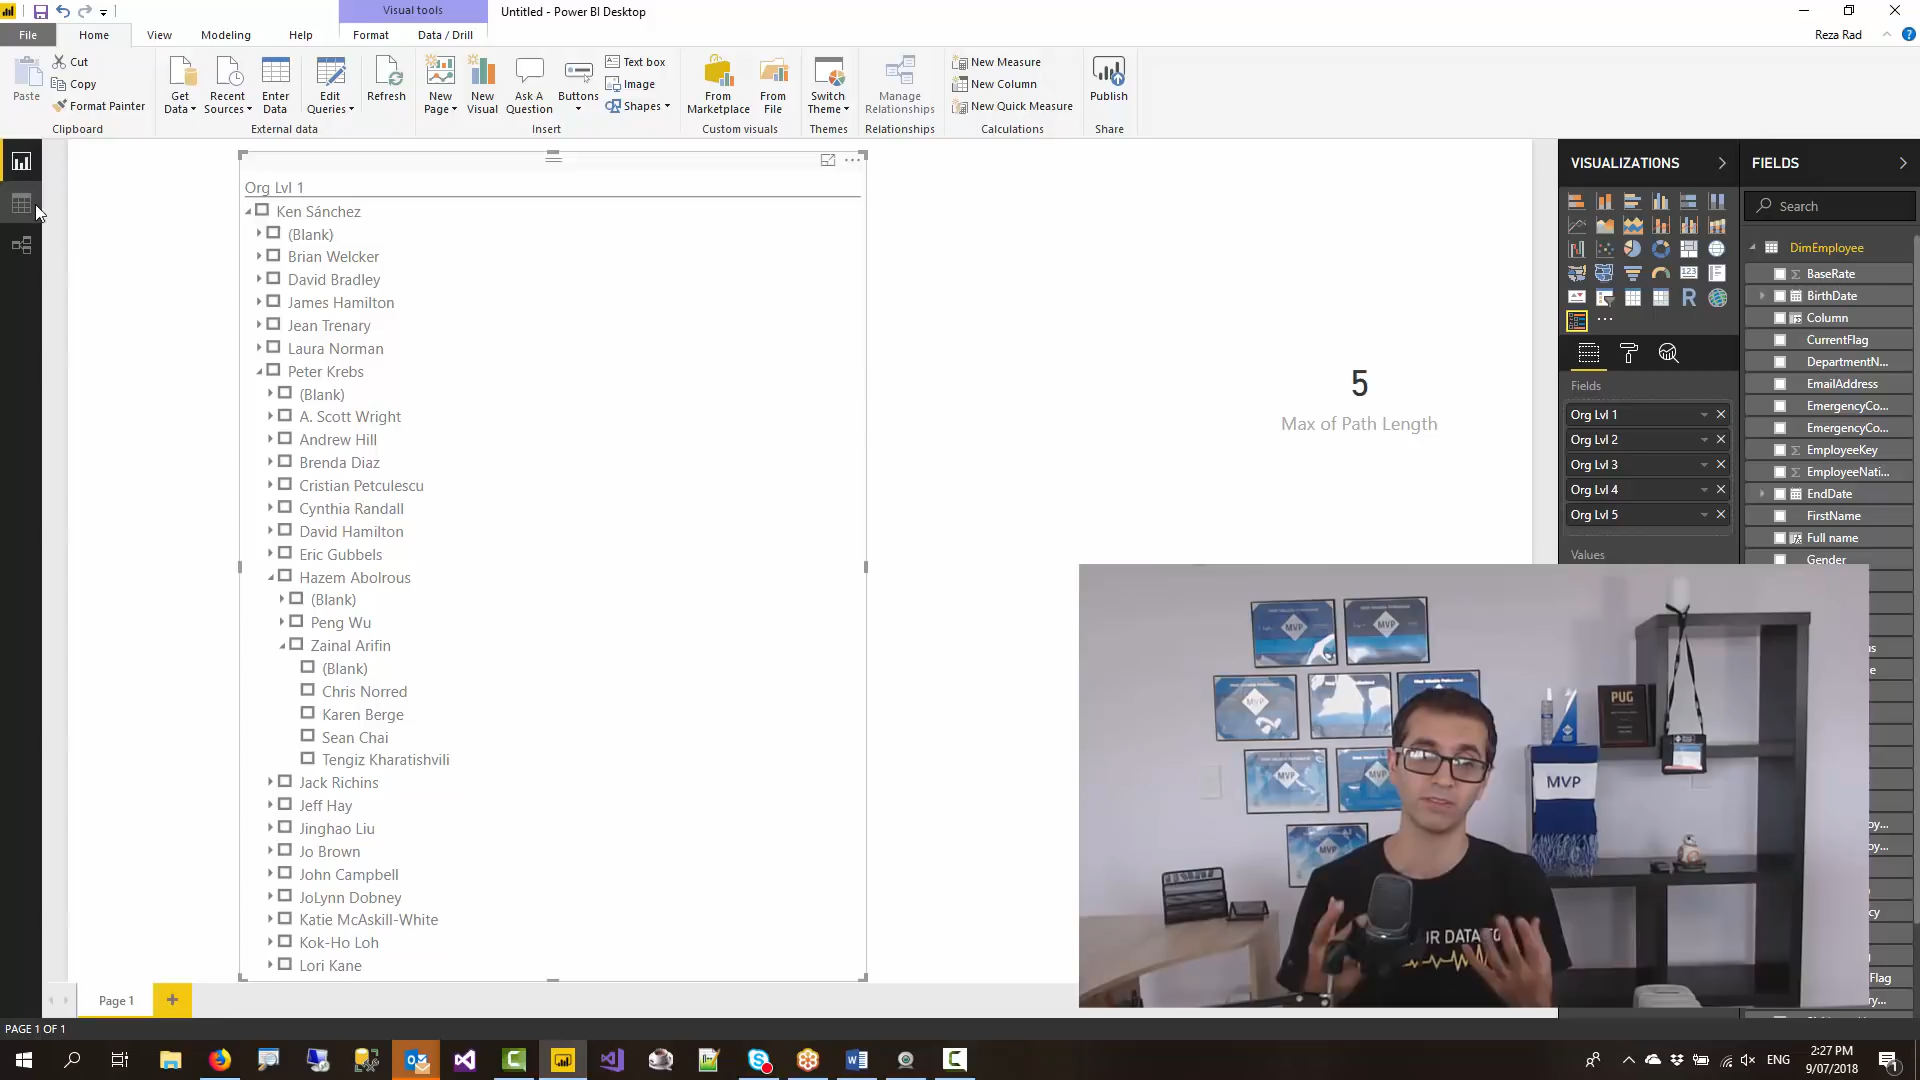 Visual tools
Untitled - Power BI Desktop
File
Home
View
Modeling
Help
Format
Data / Drill
Reza Rad
Paste
Cut
Copy
Format Painter
Clipboard
Get Data
Recent Sources
Enter Data
Edit Queries
Refresh
External data
New Page
New Visual
Ask A Question
Buttons
Text box
Image
Shapes
Insert
From Marketplace
From File
Custom visuals
Switch Theme
Themes
Manage Relationships
Relationships
New Measure
New Column
New Quick Measure
Calculations
Publish
Share
Org Lvl 1
Ken Sánchez
(Blank)
Brian Welcker
David Bradley
James Hamilton
Jean Trenary
Laura Norman
Peter Krebs
(Blank)
A. Scott Wright
Andrew Hill
Brenda Diaz
Cristian Petculescu
Cynthia Randall
David Hamilton
Eric Gubbels
Hazem Abolrous
(Blank)
Peng Wu
Zainal Arifin
(Blank)
Chris Norred
Karen Berge
Sean Chai
Tengiz Kharatishvili
Jack Richins
Jeff Hay
Jinghao Liu
Jo Brown
John Campbell
JoLynn Dobney
Katie McAskill-White
Kok-Ho Loh
Lori Kane
5
Max of Path Length
VISUALIZATIONS
Fields
Org Lvl 1
Org Lvl 2
Org Lvl 3
Org Lvl 4
Org Lvl 5
Values
FIELDS
Search
DimEmployee
BaseRate
BirthDate
Column
CurrentFlag
DepartmentN...
EmailAddress
EmergencyCo...
EmergencyCo...
EmployeeKey
EmployeeNati...
EndDate
FirstName
Full name
Gender
MVP
MVP
MVP
MVP
MVP
MVP
MVP
PUG
MVP
UR DATA
Flag
Page 1
PAGE 1 OF 1
ENG
2:27 PM
9/07/2018